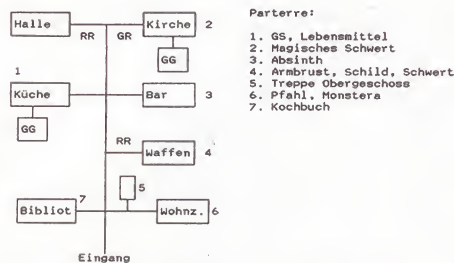 Halle
Kirche 2
RR GR
GG
1
Küche
Bar 3
GG
RR
Waffen 4
5
7
Bibliot
Wohnz. 6
Eingang
Parterre:
1. GS, Lebensmittel
2. Magisches Schwert
3. Absinth
4. Armbrust, Schild, Schwert
5. Treppe Obergeschoss
6. Pfahl, Monstera
7. Kochbuch